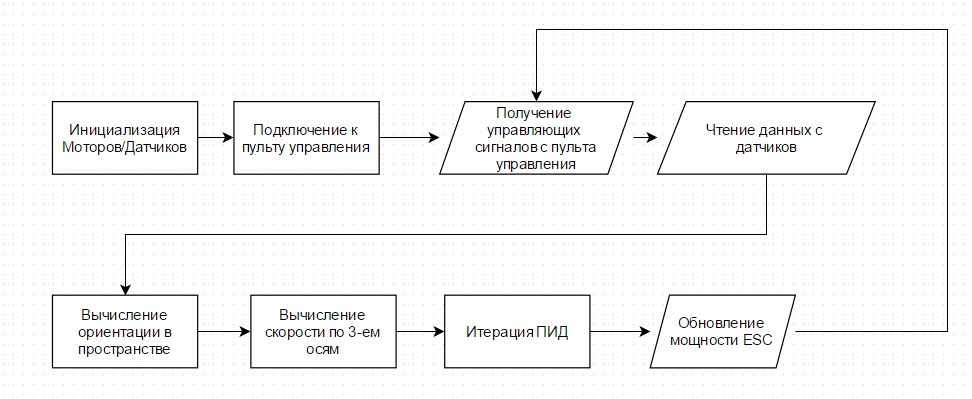 Инициализация
Моторов/Датчиков
Подключение к
пульту управления
Получение
управляющих
сигналов с пульта
управления
Чтение данных с
датчиков
Вычисление
ориентации в
пространстве
Вычисление
скорости по 3-ем
осям
Итерация ПИД
Обновление
мощности ESC